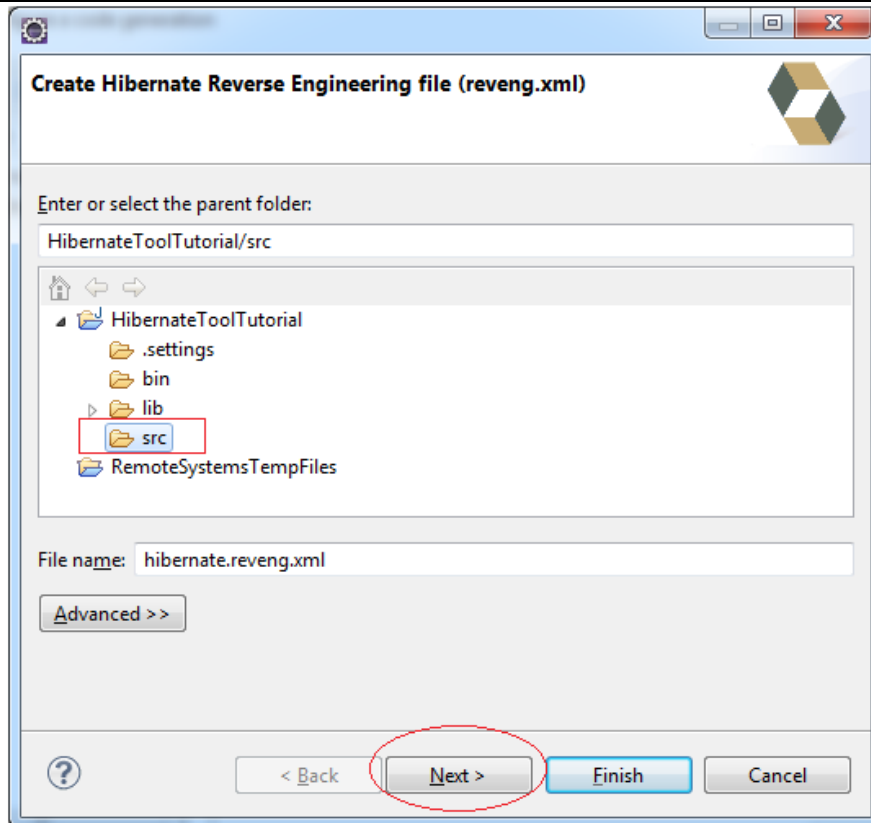 Create Hibernate Reverse Engineering file (reveng.xml)
Enter or select the parent folder:
HibernateToolTutorial/src
HibernateToolTutorial
.settings
bin
lib
src
RemoteSystemsTempFiles
File name: hibernate.reveng.xml
Advanced >>
? < Back Next > Finish Cancel